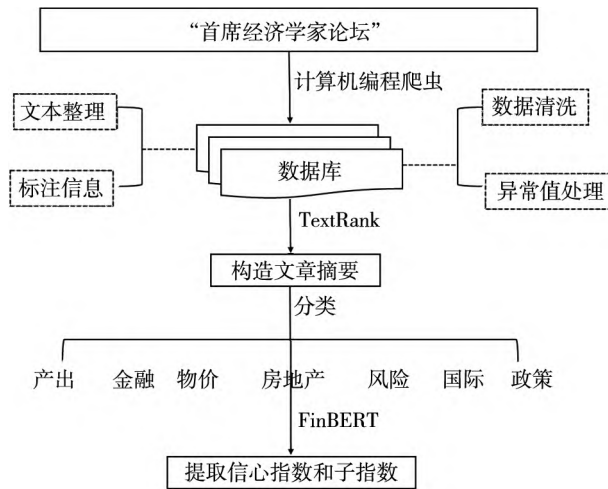 “首席经济学家论坛”
计算机编程爬虫
文本整理
数据清洗
数据库
标注信息
异常值处理
TextRank
构造文章摘要
分类
产出 金融 物价 房地产 风险 国际 政策
FinBERT
提取信心指数和子指数